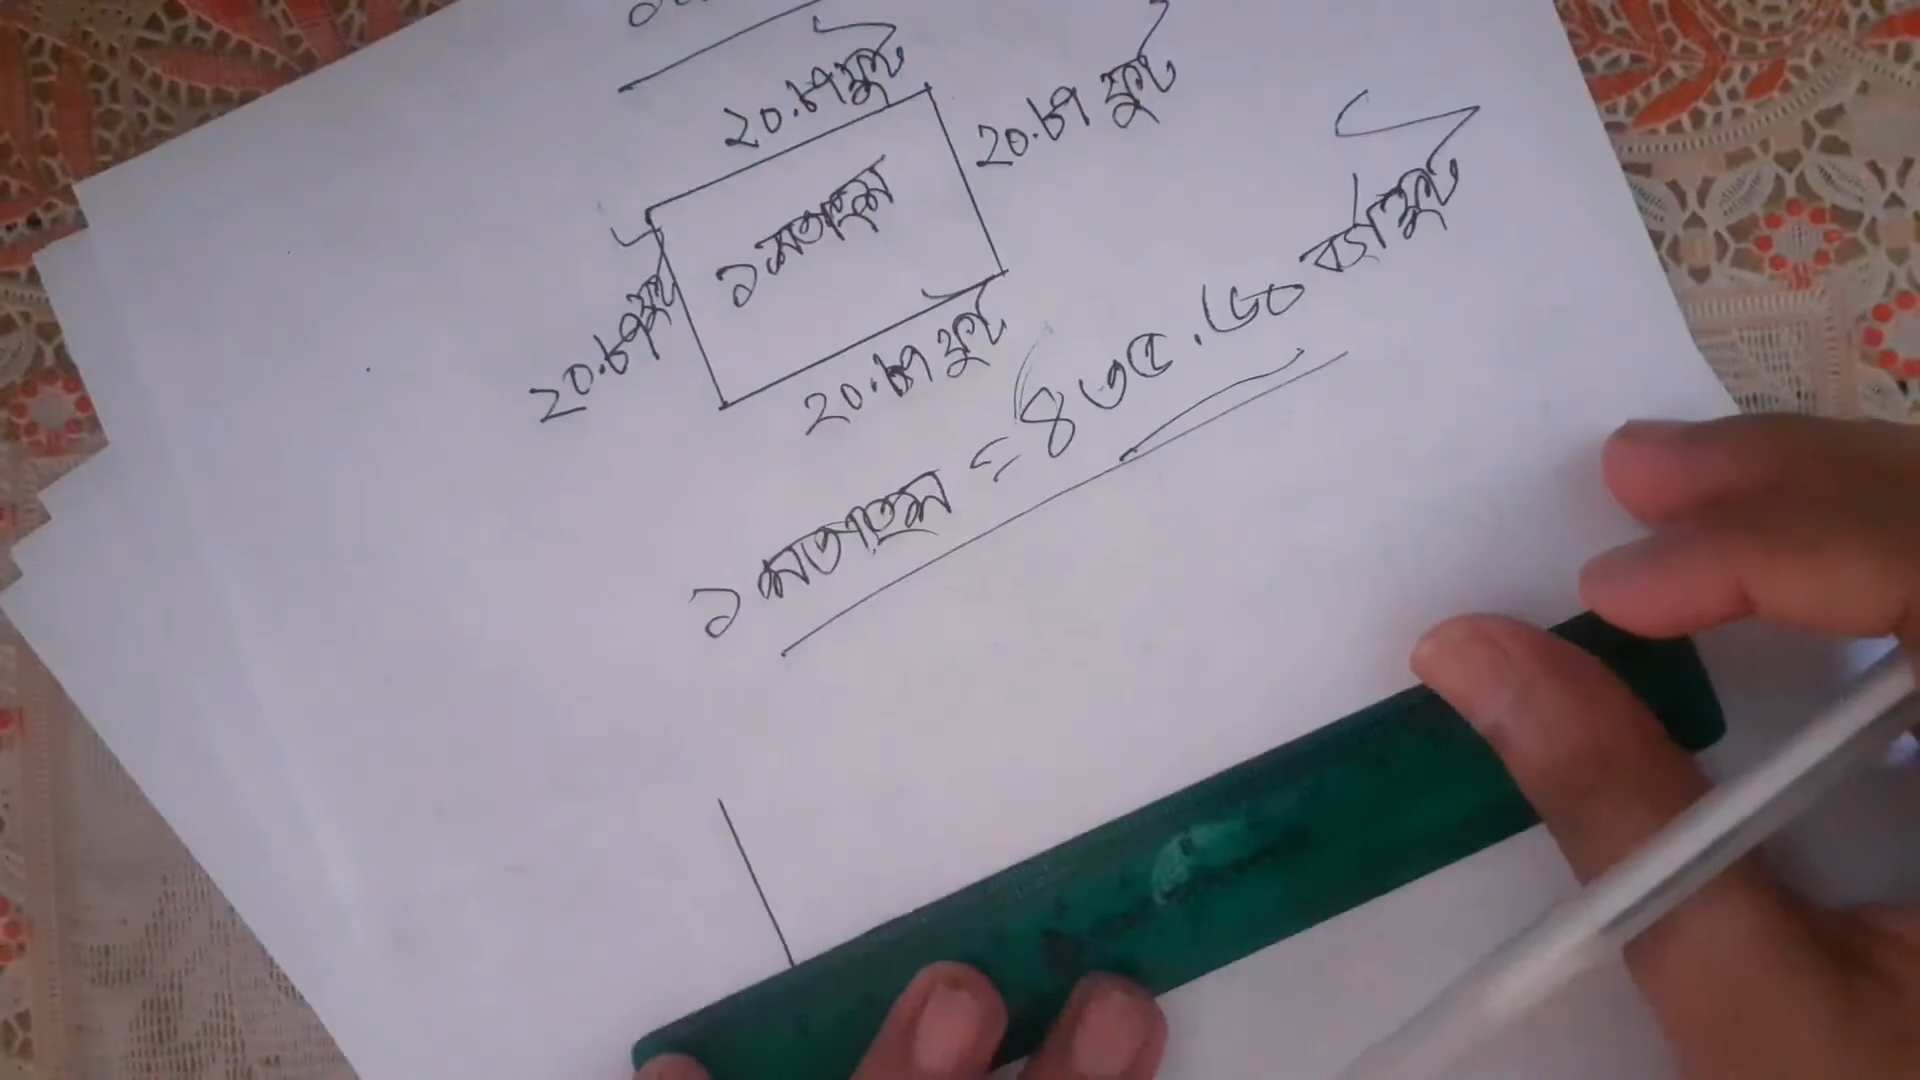 ২০.৮৭ ফুট
২০.৮৭ ফুট
১ শতাংশ
২০.৮৭ ফুট
২০.৮৭ ফুট
১ শতাংশ = ৪৩৫.৬০ বর্গফুট